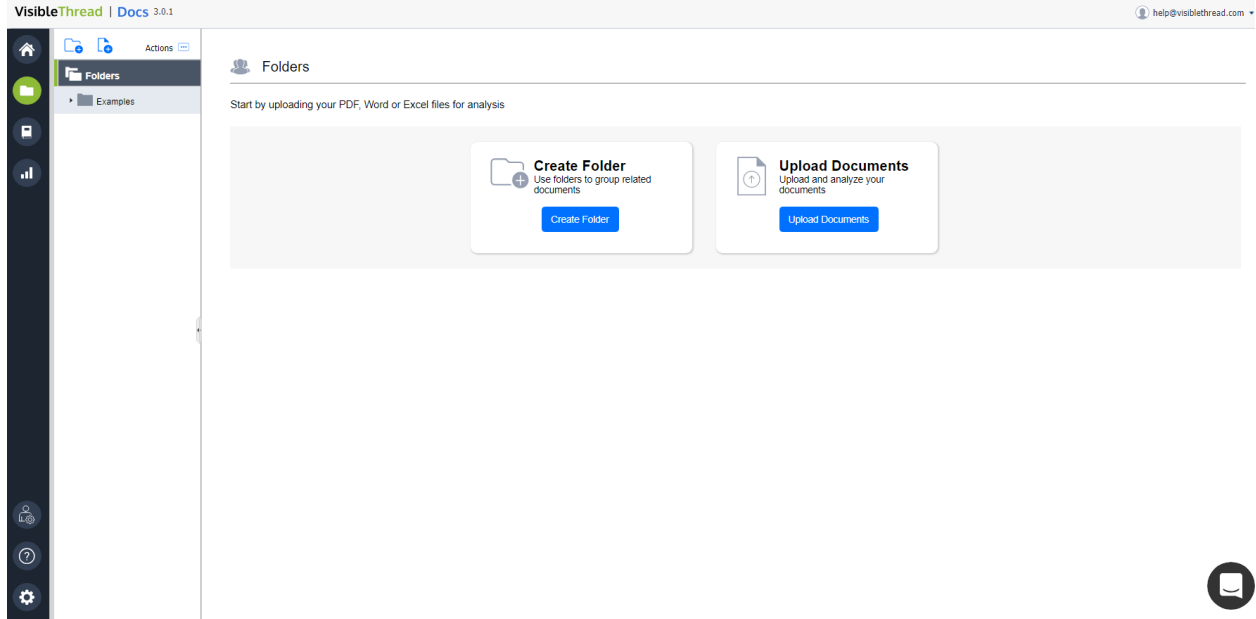 VisibleThread | Docs 3.0.1
help@visiblethread.com
Actions
Folders
Examples
Folders
Start by uploading your PDF, Word or Excel files for analysis
Create Folder
Use folders to group related
documents
Create Folder
Upload Documents
Upload and analyze your
documents
Upload Documents